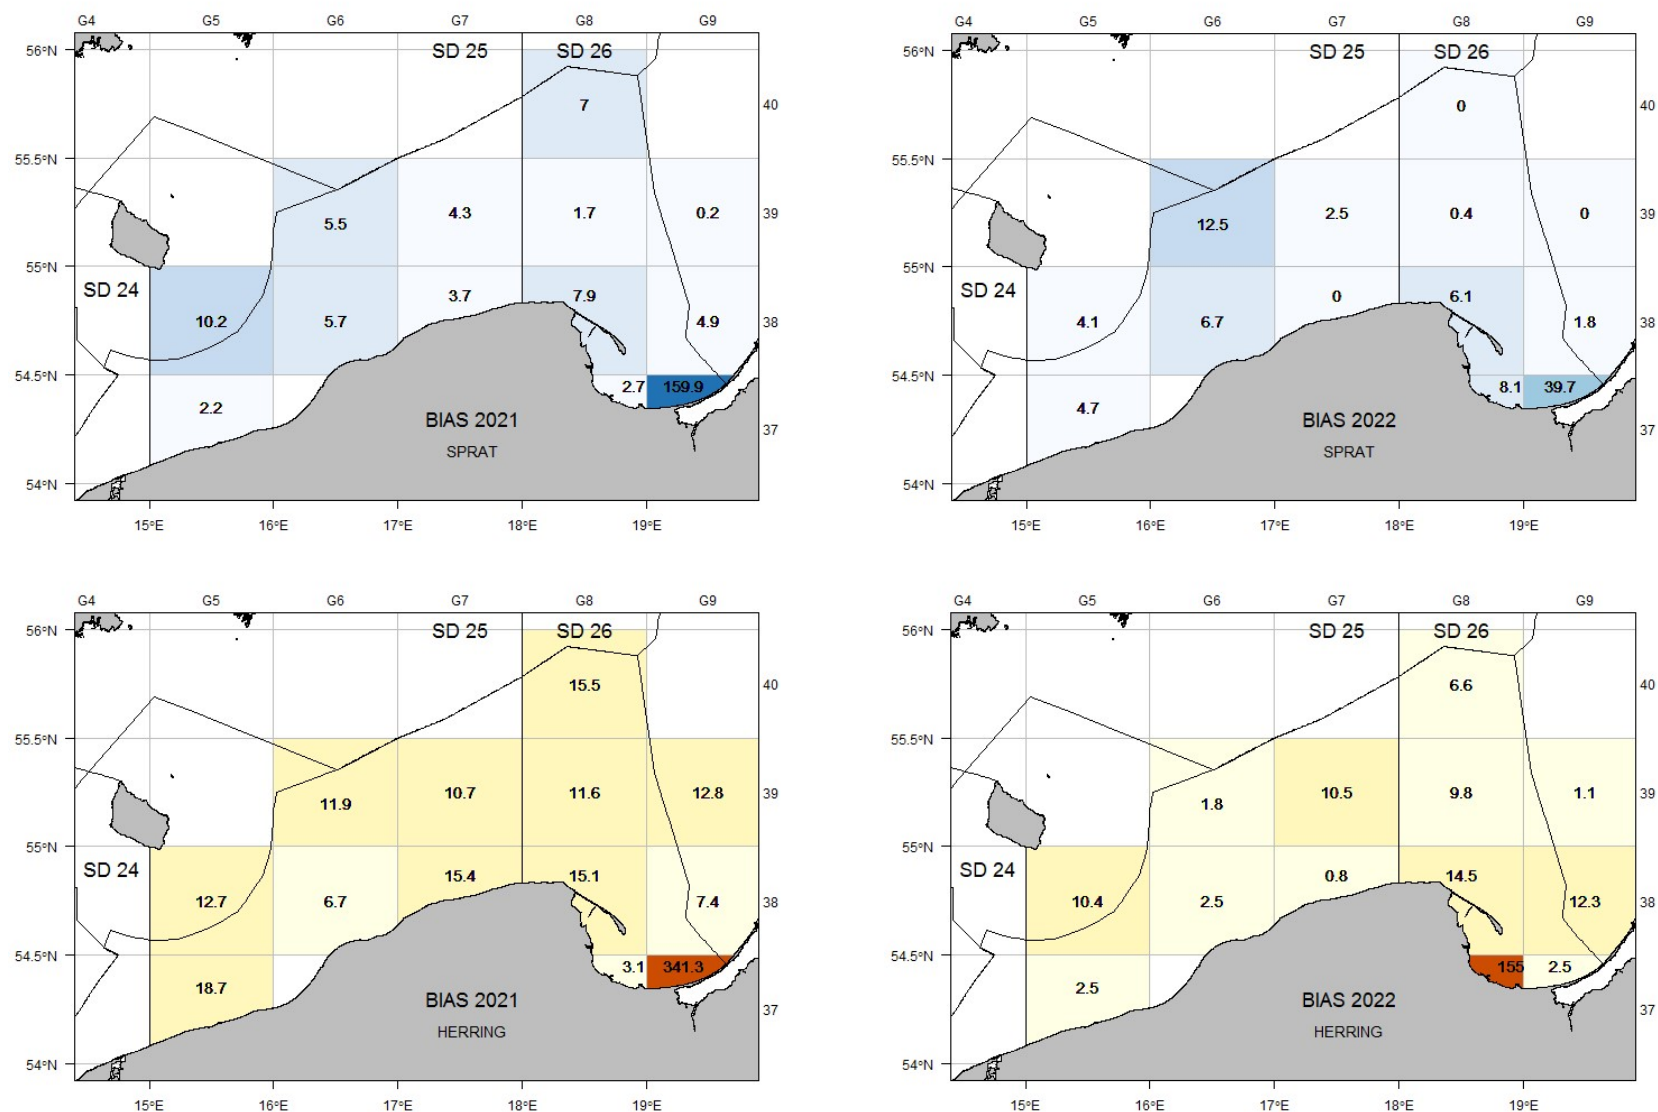 G4 G5 G6 G7 G8 G9
56°N SD 25 SD 26
7 40
55.5°N
5.5 4.3 1.7 0.2 39
55°N
SD 24 3.7 7.9
10.2 5.7 4.9 38
54.5°N
2.7 159.9
2.2
BIAS 2021 37
SPRAT
54°N
15°E 16°E 17°E 18°E 19°E
G4 G5 G6 G7 G8 G9
56°N SD 25 SD 26
0 40
55.5°N
12.5 2.5 0.4 0 39
55°N
SD 24 0 6.1
4.1 6.7 1.8 38
54.5°N
8.1 39.7
4.7
BIAS 2022 37
SPRAT
54°N
15°E 16°E 17°E 18°E 19°E
G4 G5 G6 G7 G8 G9
56°N SD 25 SD 26
15.5 40
55.5°N
11.9 10.7 11.6 12.8 39
55°N
SD 24 15.4 15.1
12.7 6.7 7.4 38
54.5°N
3.1 341.3
18.7
BIAS 2021 37
HERRING
54°N
15°E 16°E 17°E 18°E 19°E
G4 G5 G6 G7 G8 G9
56°N SD 25 SD 26
6.6 40
55.5°N
1.8 10.5 9.8 1.1 39
55°N
SD 24 0.8 14.5
10.4 2.5 12.3 38
54.5°N
155 2.5
2.5
BIAS 2022 37
HERRING
54°N
15°E 16°E 17°E 18°E 19°E